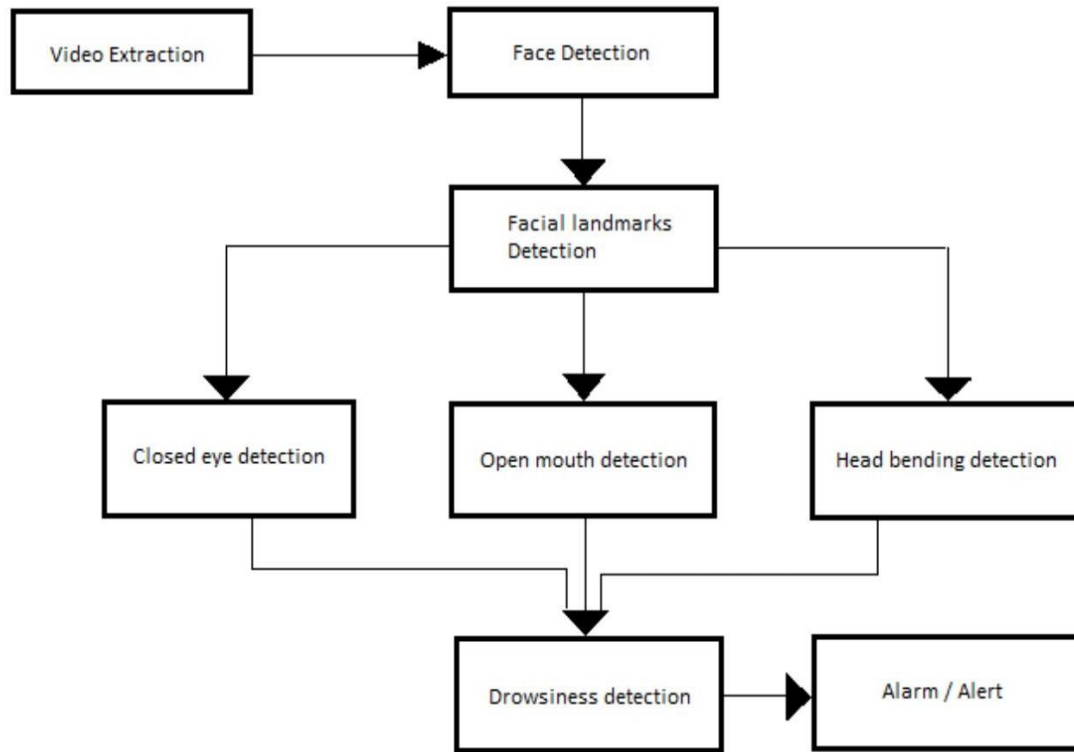 Video Extraction
Face Detection
Facial landmarks
Detection
Closed eye detection
Open mouth detection
Head bending detection
Drowsiness detection
Alarm / Alert